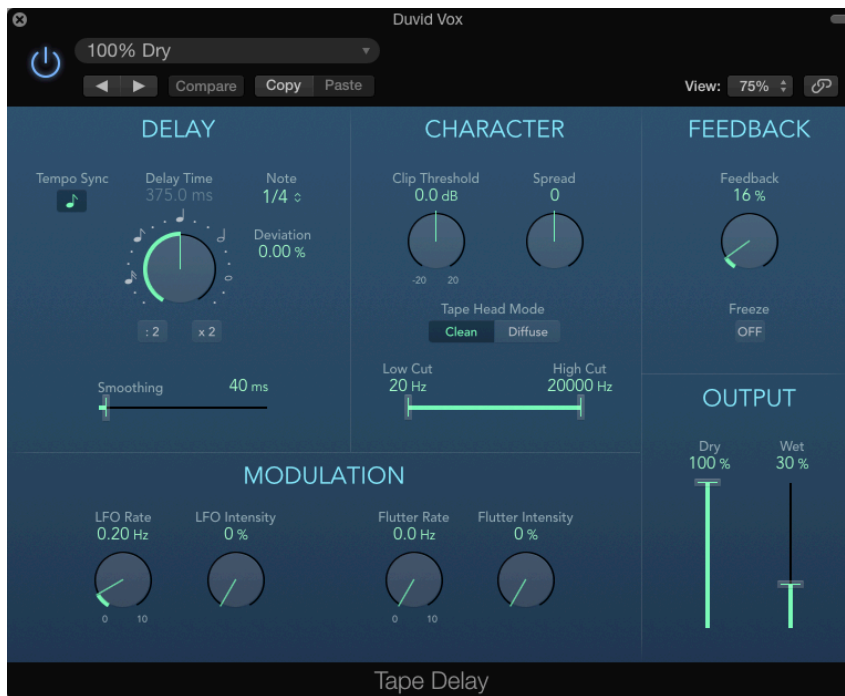 Duvid Vox
100% Dry
Compare Copy Paste
View: 75%
DELAY
Tempo Sync
Delay Time
375.0 ms
Note
1/4
Deviation
0.00 %
: 2
x 2
Smoothing
40 ms
CHARACTER
Clip Threshold
0.0 dB
-20 20
Spread
0
Tape Head Mode
Clean Diffuse
Low Cut
20 Hz
High Cut
20000 Hz
FEEDBACK
Feedback
16 %
Freeze
OFF
MODULATION
LFO Rate
0.20 Hz
0 10
LFO Intensity
0 %
Flutter Rate
0.0 Hz
0 10
Flutter Intensity
0 %
OUTPUT
Dry
100 %
Wet
30 %
Tape Delay